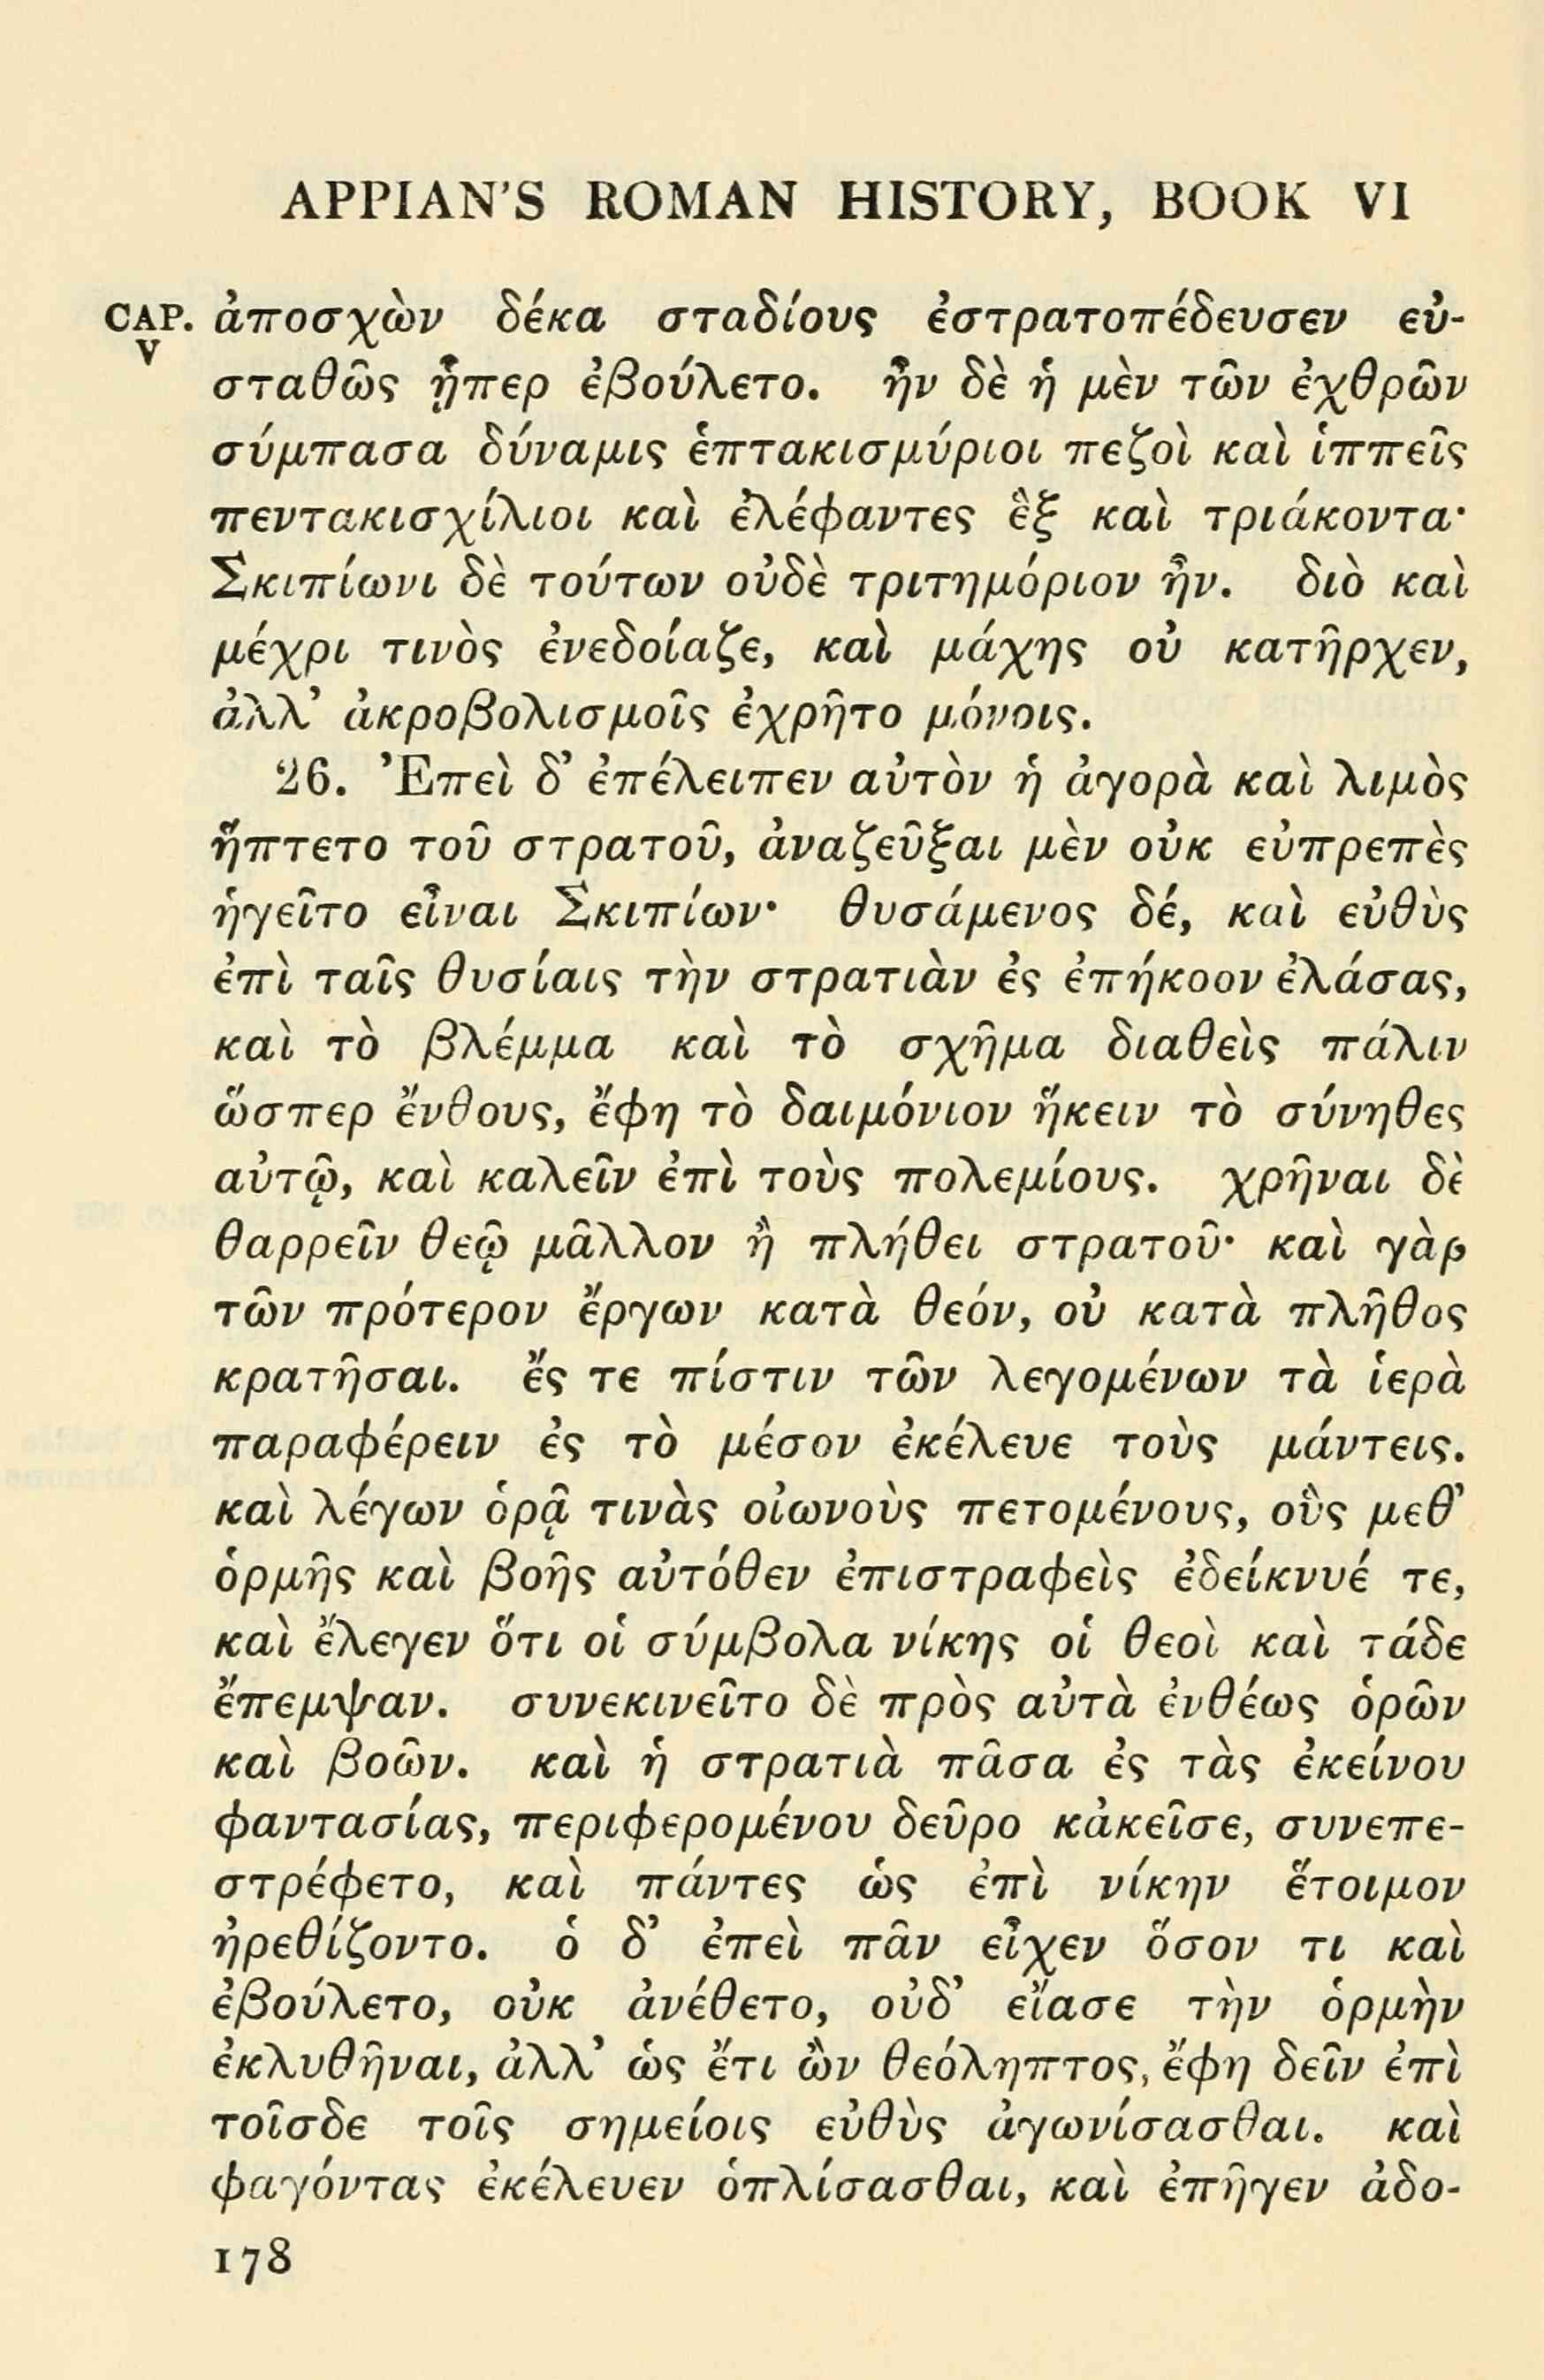 APPIAN'S ROMAN HISTORY, BOOK VI
CAP. V
ἀποσχὼν δέκα σταδίους ἐστρατοπέδευσεν εὐ-
σταθῶς ᾗπερ ἐβούλετο. ἦν δὲ ἡ μὲν τῶν ἐχθρῶν
σύμπασα δύναμις ἑπτακισμύριοι πεζοὶ καὶ ἱππεῖς
πεντακισχίλιοι καὶ ἐλέφαντες ἓξ καὶ τριάκοντα·
Σκιπίωνι δὲ τούτων οὐδὲ τριτημόριον ἦν. διὸ καὶ
μέχρι τινὸς ἐνεδοίαζε, καὶ μάχης οὐ κατῆρχεν,
ἀλλ' ἀκροβολισμοῖς ἐχρῆτο μόνοις.
26. Ἐπεὶ δ' ἐπέλειπεν αὐτὸν ἡ ἀγορὰ καὶ λιμὸς
ἥπτετο τοῦ στρατοῦ, ἀναζεῦξαι μὲν οὐκ εὐπρεπὲς
ἡγεῖτο εἶναι Σκιπίων· θυσάμενος δέ, καὶ εὐθὺς
ἐπὶ ταῖς θυσίαις τὴν στρατιὰν ἐς ἐπήκοον ἐλάσας,
καὶ τὸ βλέμμα καὶ τὸ σχῆμα διαθεὶς πάλιν
ὥσπερ ἔνθους, ἔφη τὸ δαιμόνιον ἥκειν τὸ σύνηθες
αὐτῷ, καὶ καλεῖν ἐπὶ τοὺς πολεμίους. χρῆναι δὲ
θαρρεῖν θεῷ μᾶλλον ἢ πλήθει στρατοῦ· καὶ γὰρ
τῶν πρότερον ἔργων κατὰ θεόν, οὐ κατὰ πλῆθος
κρατῆσαι. ἔς τε πίστιν τῶν λεγομένων τὰ ἱερὰ
παραφέρειν ἐς τὸ μέσον ἐκέλευε τοὺς μάντεις.
καὶ λέγων ὁρᾷ τινὰς οἰωνοὺς πετομένους, οὓς μεθ'
ὁρμῆς καὶ βοῆς αὐτόθεν ἐπιστραφεὶς ἐδείκνυέ τε,
καὶ ἔλεγεν ὅτι οἱ σύμβολα νίκης οἱ θεοὶ καὶ τάδε
ἔπεμψαν. συνεκινεῖτο δὲ πρὸς αὐτὰ ἐνθέως ὁρῶν
καὶ βοῶν. καὶ ἡ στρατιὰ πᾶσα ἐς τὰς ἐκείνου
φαντασίας, περιφερομένου δεῦρο κἀκεῖσε, συνεπε-
στρέφετο, καὶ πάντες ὡς ἐπὶ νίκην ἕτοιμον
ἠρεθίζοντο. ὁ δ' ἐπεὶ πᾶν εἶχεν ὅσον τι καὶ
ἐβούλετο, οὐκ ἀνέθετο, οὐδ' εἴασε τὴν ὁρμὴν
ἐκλυθῆναι, ἀλλ' ὡς ἔτι ὢν θεόληπτος, ἔφη δεῖν ἐπὶ
τοῖσδε τοῖς σημείοις εὐθὺς ἀγωνίσασθαι. καὶ
φαγόντας ἐκέλευεν ὁπλίσασθαι, καὶ ἐπῆγεν ἀδο-
178